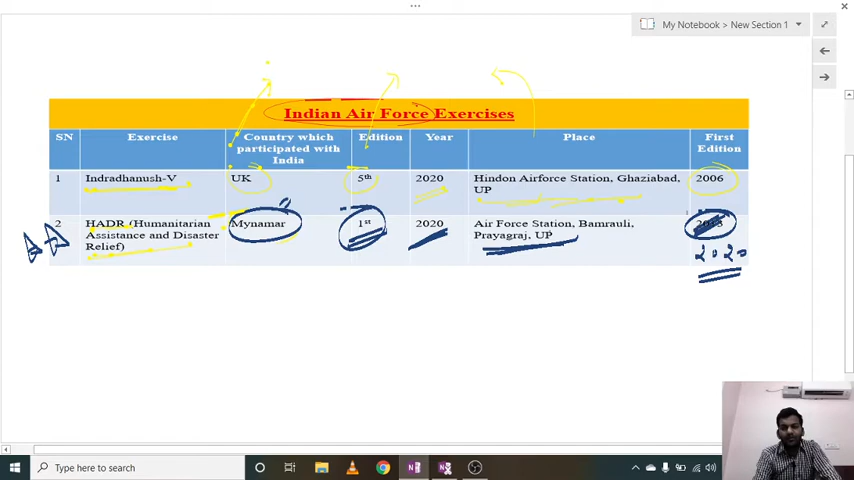 My Notebook > New Section 1
Indian Air Force Exercises
SN Exercise Country which participated with India Edition Year Place First Edition
1 Indradhanush-V UK 5th 2020 Hindon Airforce Station, Ghaziabad, UP 2006
2 HADR (Humanitarian Assistance and Disaster Relief) Mynamar 1st 2020 Air Force Station, Bamrauli, Prayagraj, UP
2020
Type here to search